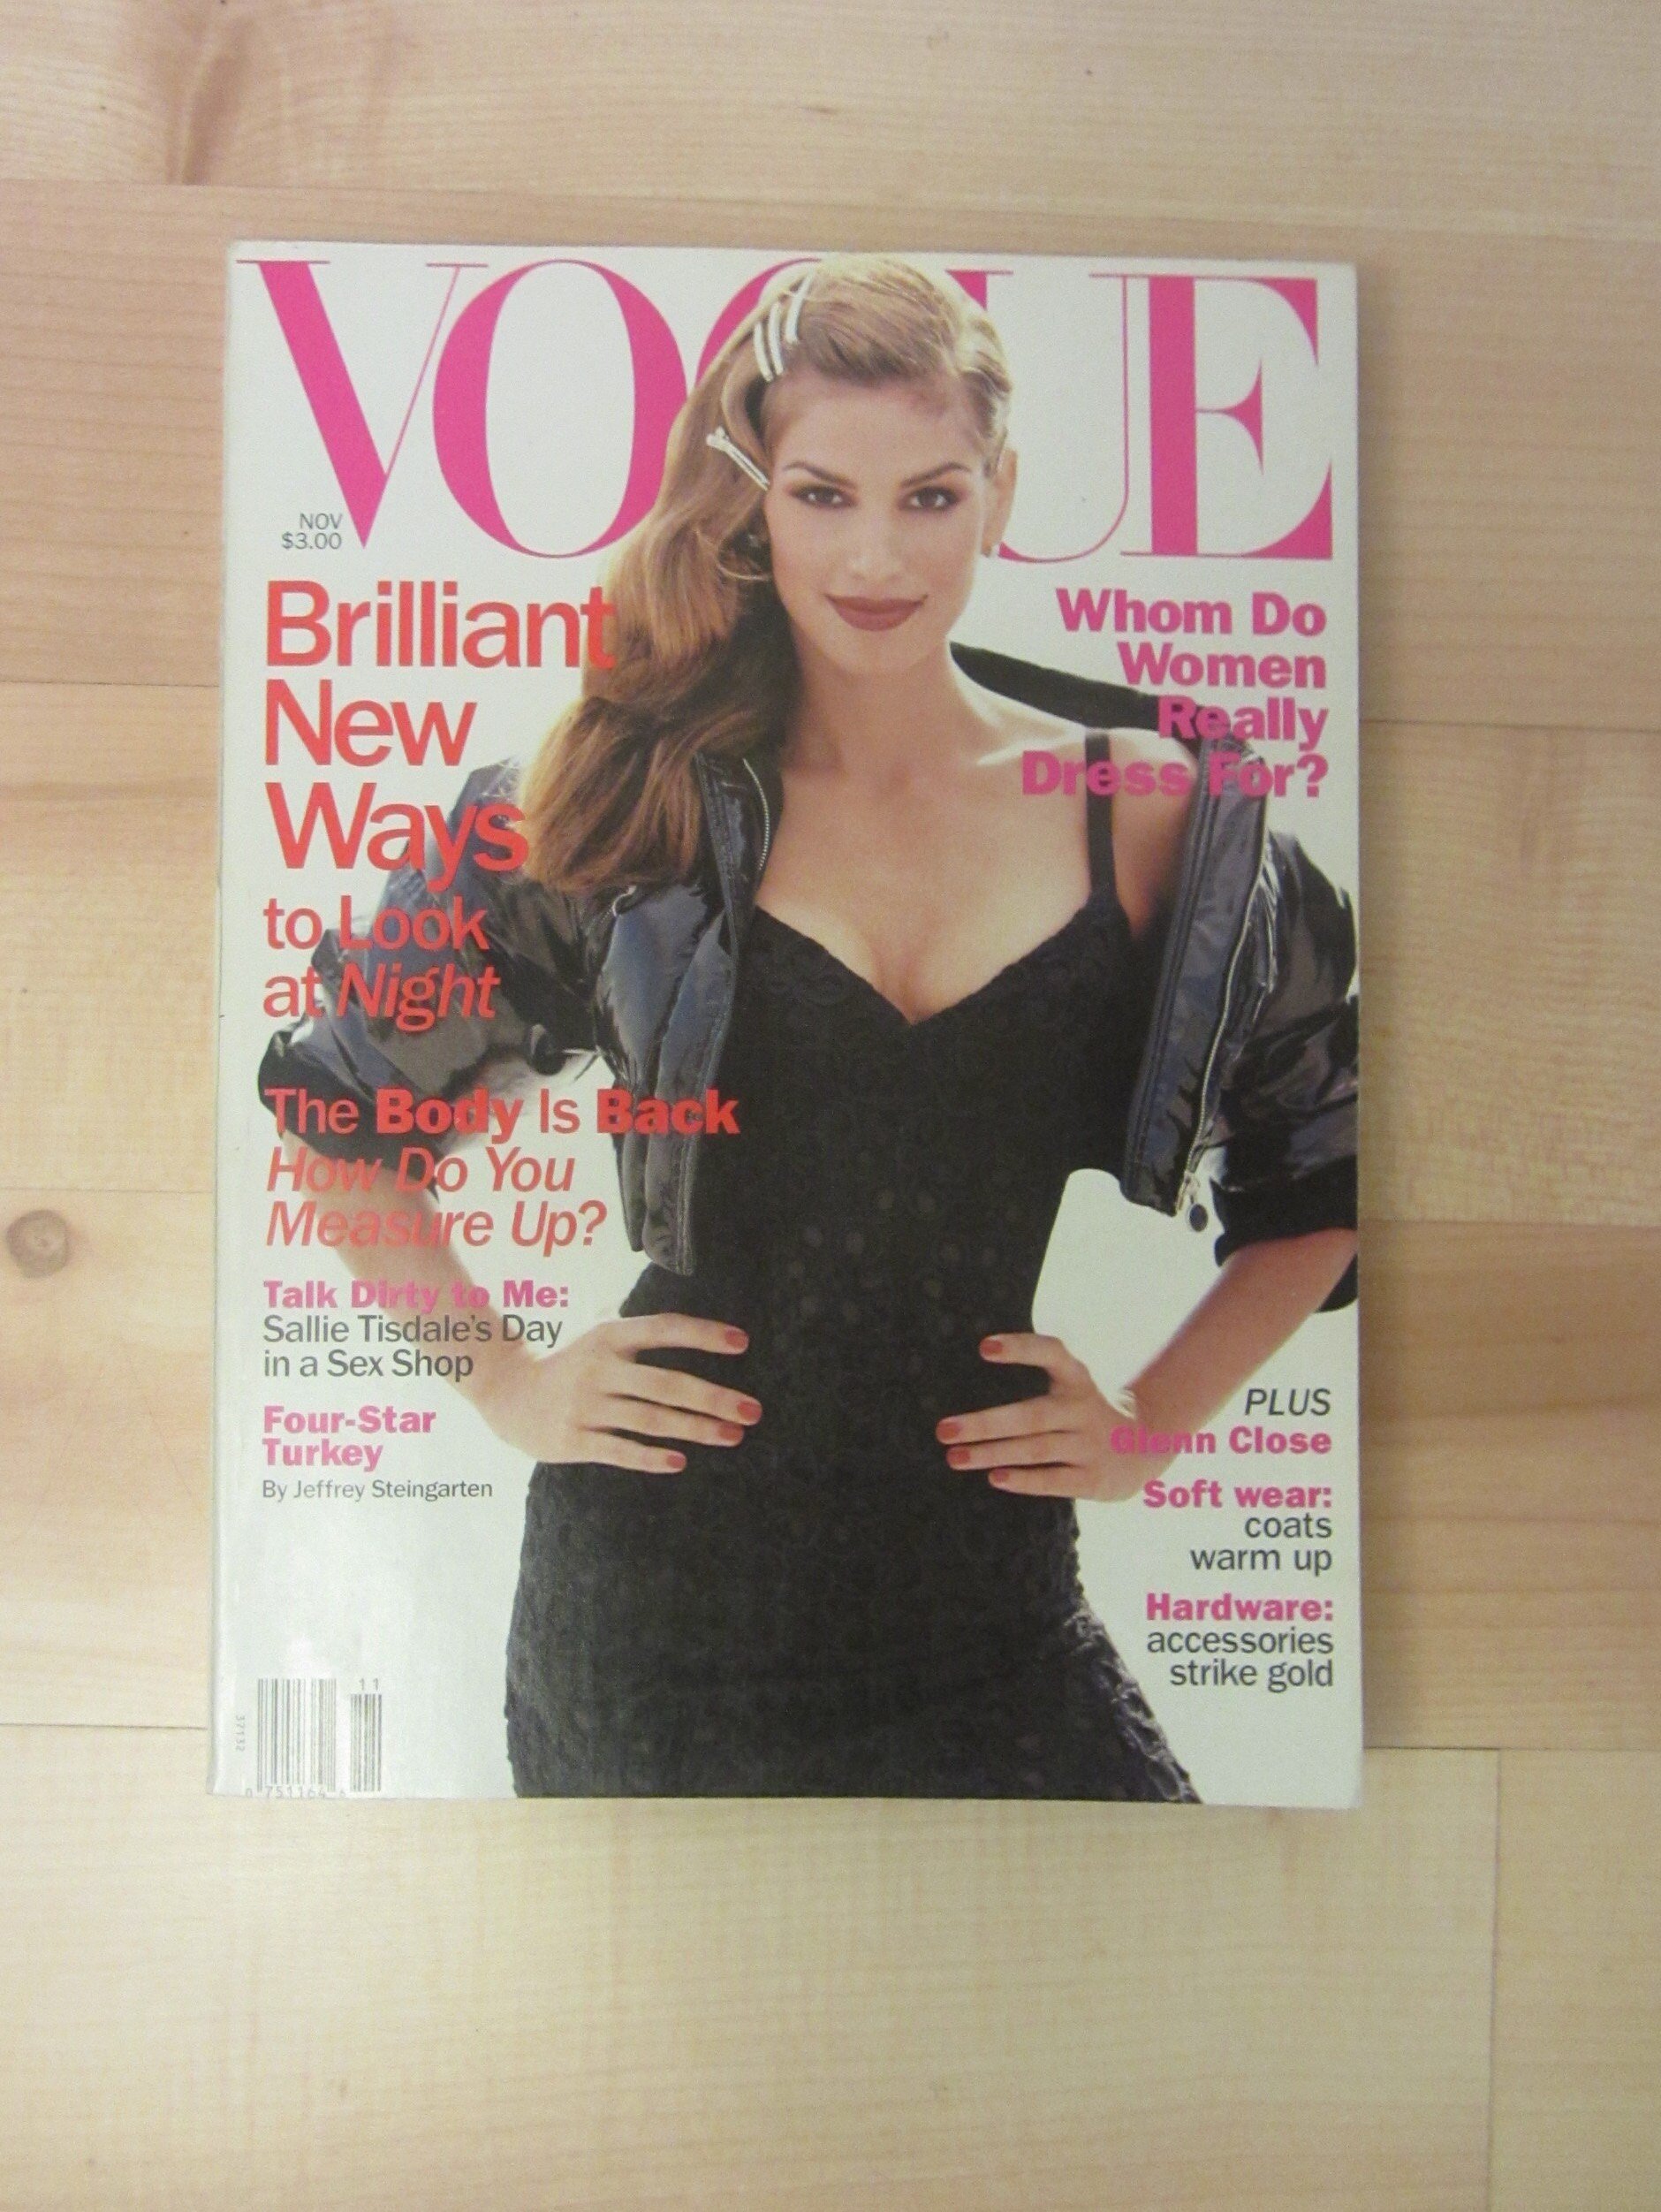 VOGUE
NOV
$3.00
Brilliant
New
Ways
to Look
at Night
The Body Is Back
How Do You
Measure Up?
Talk Dirty to Me:
Sallie Tisdale's Day
in a Sex Shop
Four-Star
Turkey
By Jeffrey Steingarten
Whom Do
Women
Really
Dress For?
PLUS
Glenn Close
Soft wear:
coats
warm up
Hardware:
accessories
strike gold
11
37132